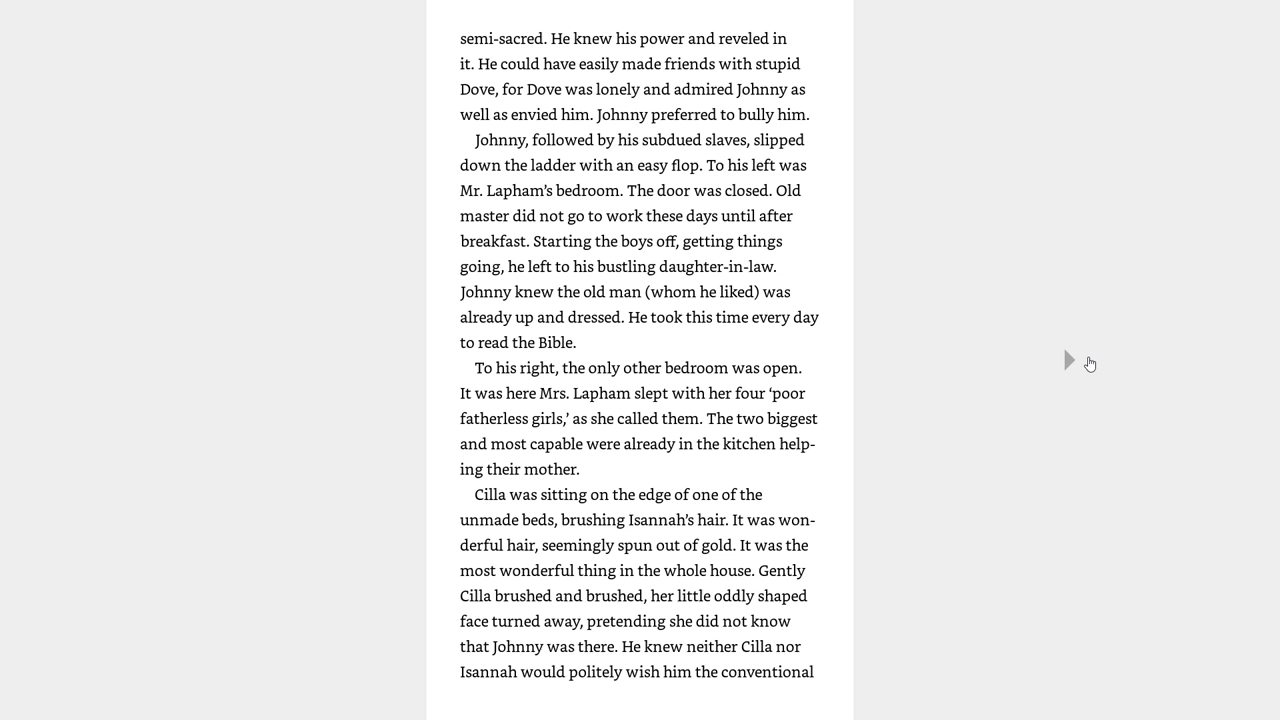 semi-sacred. He knew his power and reveled in
it. He could have easily made friends with stupid
Dove, for Dove was lonely and admired Johnny as
well as envied him. Johnny preferred to bully him.
Johnny, followed by his subdued slaves, slipped
down the ladder with an easy flop. To his left was
Mr. Lapham’s bedroom. The door was closed. Old
master did not go to work these days until after
breakfast. Starting the boys off, getting things
going, he left to his bustling daughter-in-law.
Johnny knew the old man (whom he liked) was
already up and dressed. He took this time every day
to read the Bible.
To his right, the only other bedroom was open.
It was here Mrs. Lapham slept with her four ‘poor
fatherless girls,’ as she called them. The two biggest
and most capable were already in the kitchen help-
ing their mother.
Cilla was sitting on the edge of one of the
unmade beds, brushing Isannah’s hair. It was won-
derful hair, seemingly spun out of gold. It was the
most wonderful thing in the whole house. Gently
Cilla brushed and brushed, her little oddly shaped
face turned away, pretending she did not know
that Johnny was there. He knew neither Cilla nor
Isannah would politely wish him the conventional